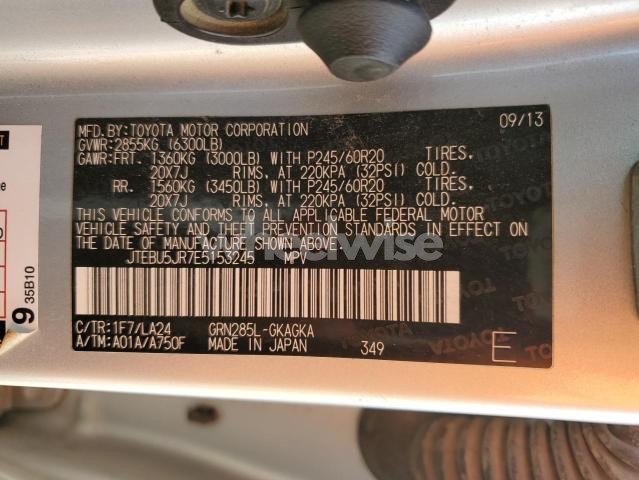 MFD.BY:TOYOTA MOTOR CORPORATION 09/13
GVWR:2855KG (6300LB)
GAWR:FRT. 1360KG (3000LB) WITH P245/60R20 TIRES,
20X7J RIMS, AT 220KPA (32PSI) COLD.
RR. 1560KG (3450LB) WITH P245/60R20 TIRES,
20X7J RIMS, AT 220KPA (32PSI) COLD.
THIS VEHICLE CONFORMS TO ALL APPLICABLE FEDERAL MOTOR
VEHICLE SAFETY AND THEFT PREVENTION STANDARDS IN EFFECT ON
THE DATE OF MANUFACTURE SHOWN ABOVE.
JTEBU5JR7E5153245 MPV
C/TR:1F7/LA24 GRN285L-GKAGKA
A/TM:A01A/A750F MADE IN JAPAN 349 E
9 35B10